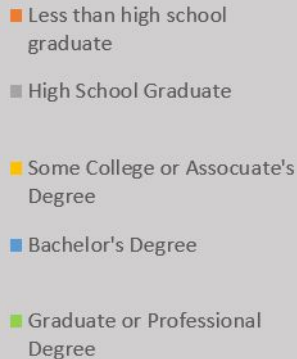 Less than high school
graduate
High School Graduate
Some College or Assocuate's
Degree
Bachelor's Degree
Graduate or Professional
Degree